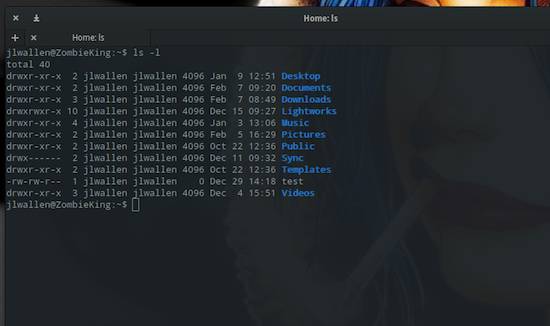 Home: ls
Home: ls
jlwallen@ZombieKing:~$ ls -l
total 40
drwxr-xr-x 2 jlwallen jlwallen 4096 Jan 9 12:51 Desktop
drwxr-xr-x 2 jlwallen jlwallen 4096 Feb 7 09:20 Documents
drwxr-xr-x 3 jlwallen jlwallen 4096 Feb 7 08:49 Downloads
drwxrwxr-x 10 jlwallen jlwallen 4096 Dec 15 09:27 Lightworks
drwxr-xr-x 4 jlwallen jlwallen 4096 Jan 3 13:06 Music
drwxr-xr-x 2 jlwallen jlwallen 4096 Feb 5 16:29 Pictures
drwxr-xr-x 2 jlwallen jlwallen 4096 Oct 22 12:36 Public
drwx------ 2 jlwallen jlwallen 4096 Dec 11 09:32 Sync
drwxr-xr-x 2 jlwallen jlwallen 4096 Oct 22 12:36 Templates
-rw-rw-r-- 1 jlwallen jlwallen 0 Dec 29 14:18 test
drwxr-xr-x 3 jlwallen jlwallen 4096 Dec 4 15:51 Videos
jlwallen@ZombieKing:~$